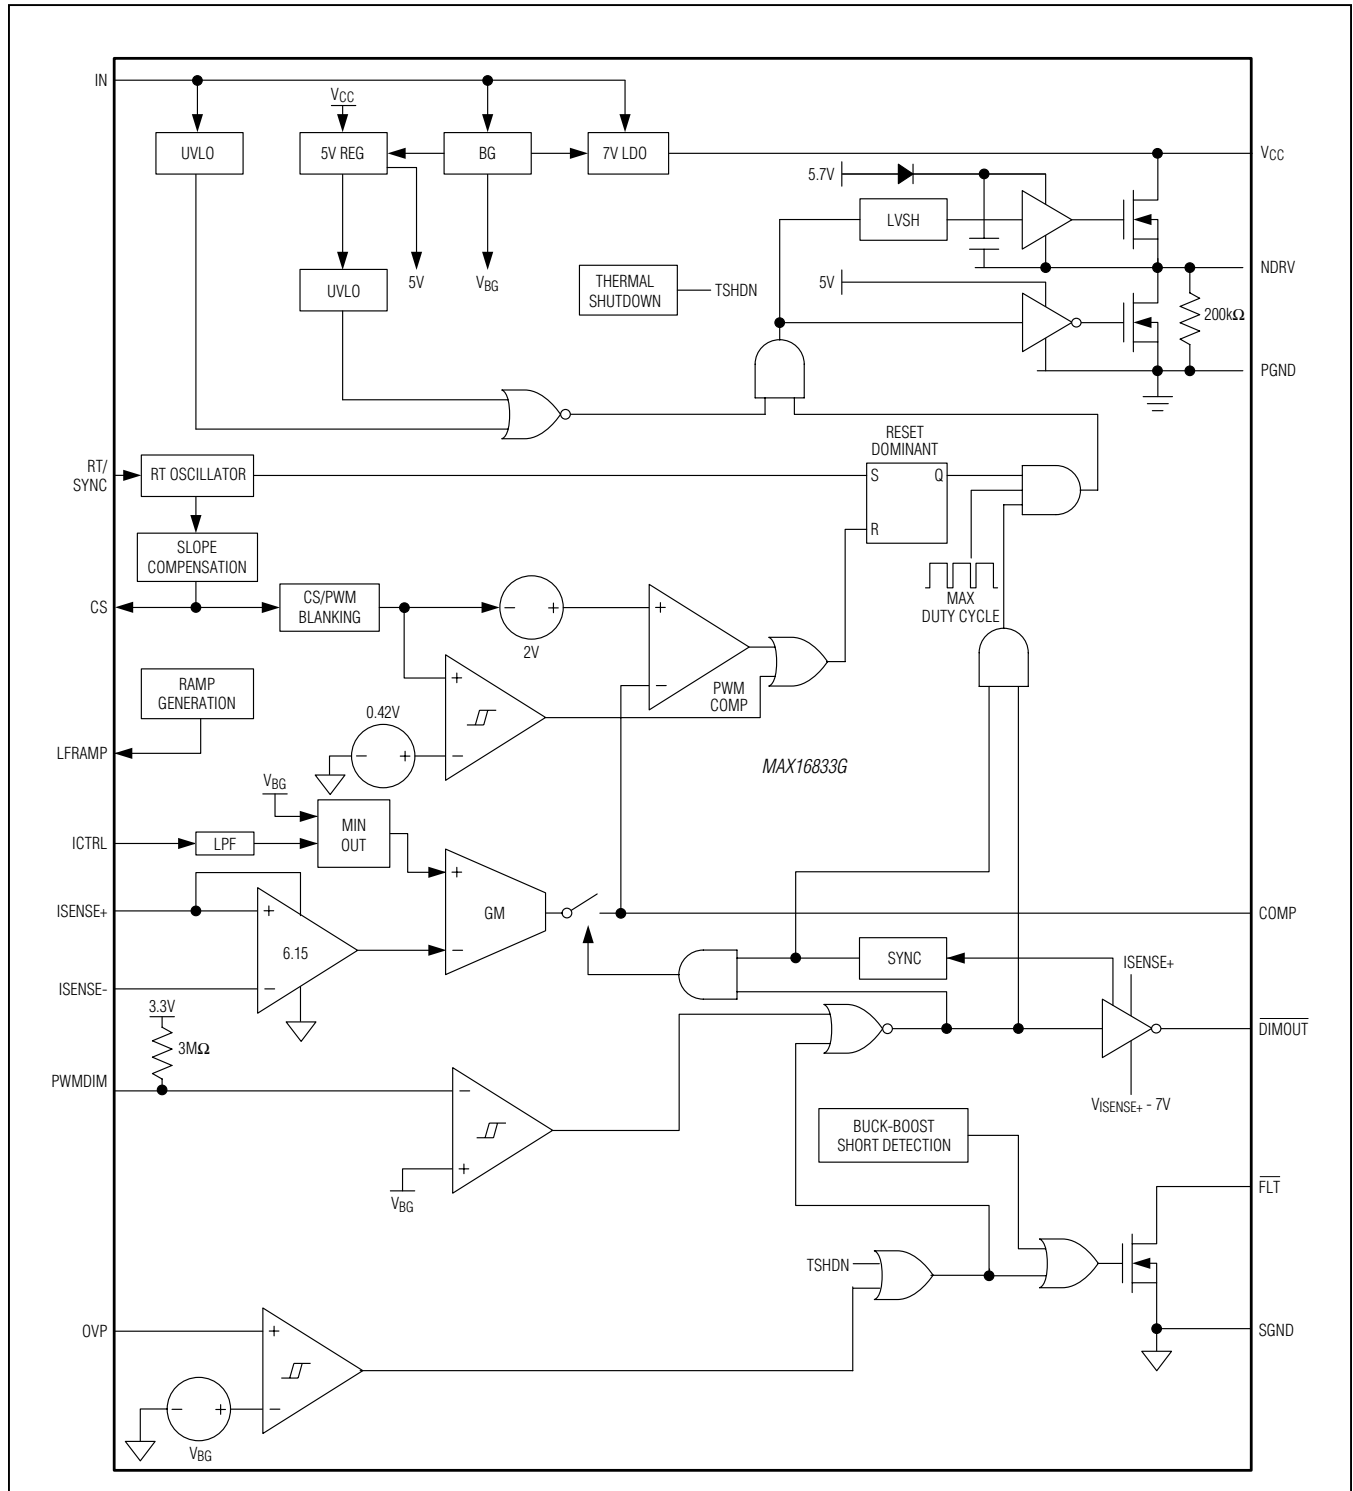 IN
VCC
UVLO
5V REG
BG
7V LDO
VCC
5.7V
LVSH
5V
VBG
UVLO
THERMAL
SHUTDOWN
TSHDN
5V
NDRV
200kΩ
PGND
RT/
SYNC
RT OSCILLATOR
RESET
DOMINANT
S
Q
R
SLOPE
COMPENSATION
CS
CS/PWM
BLANKING
−
+
2V
+
−
PWM
COMP
MAX
DUTY CYCLE
RAMP
GENERATION
LFRAMP
0.42V
−
+
+
−
MAX16833G
VBG
MIN
OUT
ICTRL
LPF
+
−
GM
ISENSE+
+
6.15
−
ISENSE-
COMP
SYNC
ISENSE+
3.3V
3MΩ
DIMOUT
PWMDIM
−
+
VBG
VISENSE+ - 7V
BUCK-BOOST
SHORT DETECTION
FLT
TSHDN
OVP
+
−
−
+
VBG
SGND